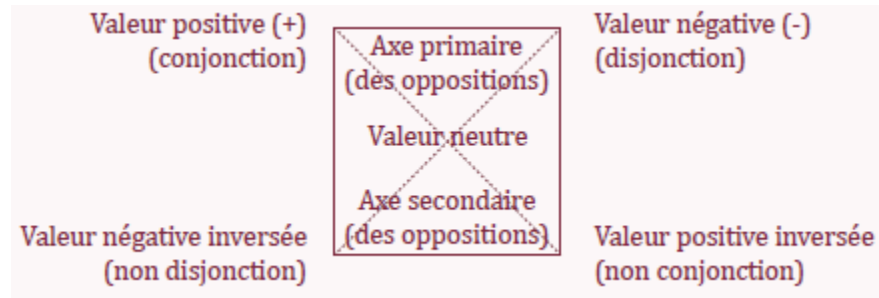 Valeur positive (+)
(conjonction)
Axe primaire
(des oppositions)
Valeur négative (-)
(disjonction)
Valeur neutre
Valeur négative inversée
(non disjonction)
Axe secondaire
(des oppositions)
Valeur positive inversée
(non conjonction)